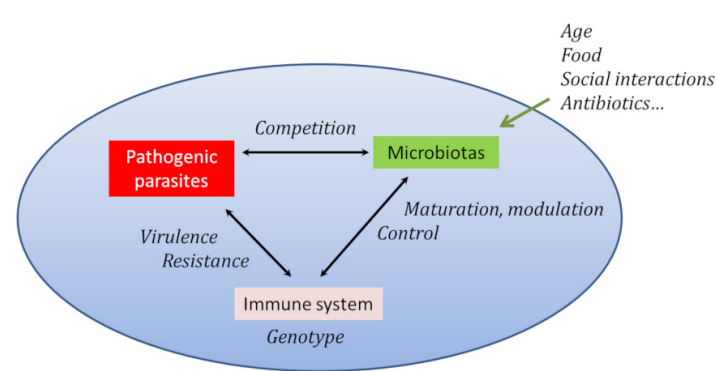 Age
Food
Social interactions
Antibiotics…
Competition
Pathogenic
parasites
Microbiotas
Maturation, modulation
Control
Virulence
Resistance
Immune system
Genotype